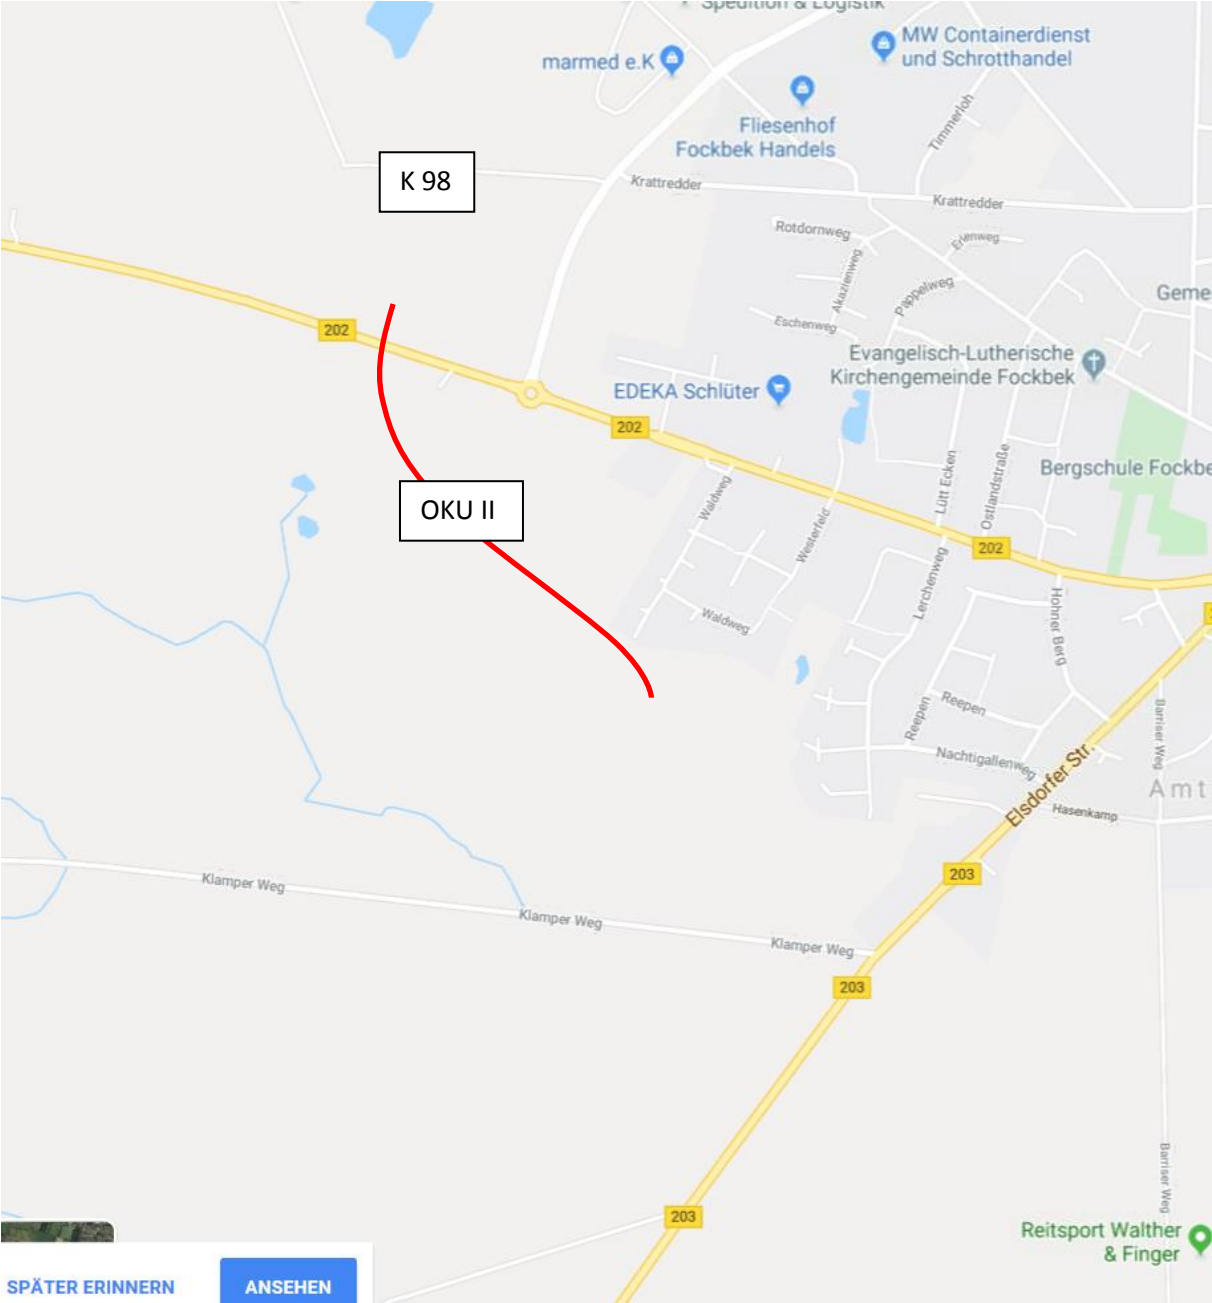 Spedition & Logistik
MW Containerdienst
und Schrotthandel
marmed e.K
Fliesenhof
Fockbek Handels
Timmerloh
K 98
Krattredder
Krattredder
Rotdornweg
Erlenweg
Akazienweg
Pappelweg
Geme
Eschenweg
202
Evangelisch-Lutherische
Kirchengemeinde Fockbek
EDEKA Schlüter
202
Bergschule Fockbe
Waldweg
Lütt Ecken
Ostlandstraße
OKU II
Westerfeld
202
Lerchenweg
Hohner Berg
Waldweg
Reepen
Reepen
Barriser Weg
Nachtigallenweg
Elsdorfer Str.
Amt
Hasenkamp
203
Klamper Weg
Klamper Weg
Klamper Weg
203
Barriser Weg
203
Reitsport Walther
& Finger
SPÄTER ERINNERN
ANSEHEN